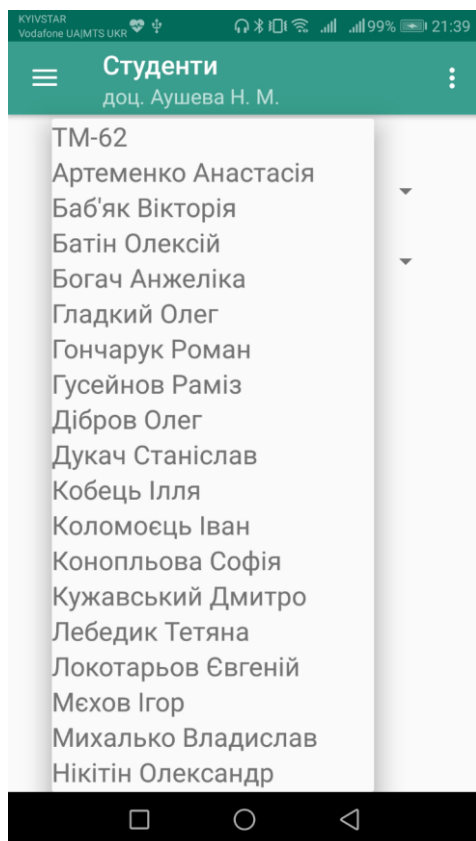 KYIVSTAR
Vodafone UA|MTS UKR 99% 21:39
Студенти
доц. Аушева Н. М.
ТМ-62
Артеменко Анастасія
Баб'як Вікторія
Батін Олексій
Богач Анжеліка
Гладкий Олег
Гончарук Роман
Гусейнов Раміз
Дібров Олег
Дукач Станіслав
Кобець Ілля
Коломоєць Іван
Конопльова Софія
Кужавський Дмитро
Лебедик Тетяна
Локотарьов Євгеній
Мєхов Ігор
Михалько Владислав
Нікітін Олександр